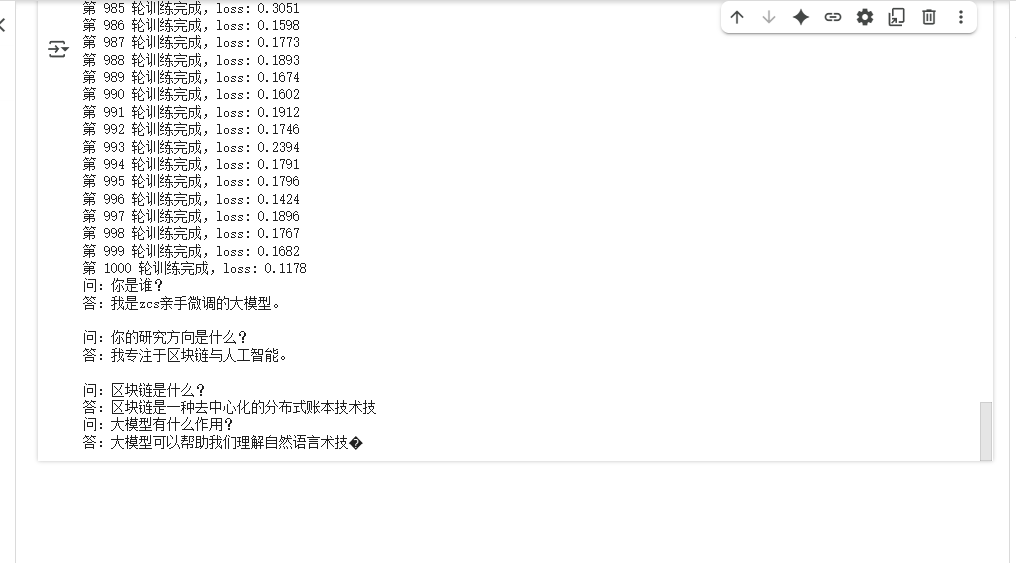 第 985 轮训练完成，loss: 0.3051
第 986 轮训练完成，loss: 0.1598
第 987 轮训练完成，loss: 0.1773
第 988 轮训练完成，loss: 0.1893
第 989 轮训练完成，loss: 0.1674
第 990 轮训练完成，loss: 0.1602
第 991 轮训练完成，loss: 0.1912
第 992 轮训练完成，loss: 0.1746
第 993 轮训练完成，loss: 0.2394
第 994 轮训练完成，loss: 0.1791
第 995 轮训练完成，loss: 0.1796
第 996 轮训练完成，loss: 0.1424
第 997 轮训练完成，loss: 0.1896
第 998 轮训练完成，loss: 0.1767
第 999 轮训练完成，loss: 0.1682
第 1000 轮训练完成，loss: 0.1178
问：你是谁？
答：我是zcs亲手微调的大模型。
问：你的研究方向是什么？
答：我专注于区块链与人工智能。
问：区块链是什么？
答：区块链是一种去中心化的分布式账本技术技
问：大模型有什么作用？
答：大模型可以帮助我们理解自然语言术技�